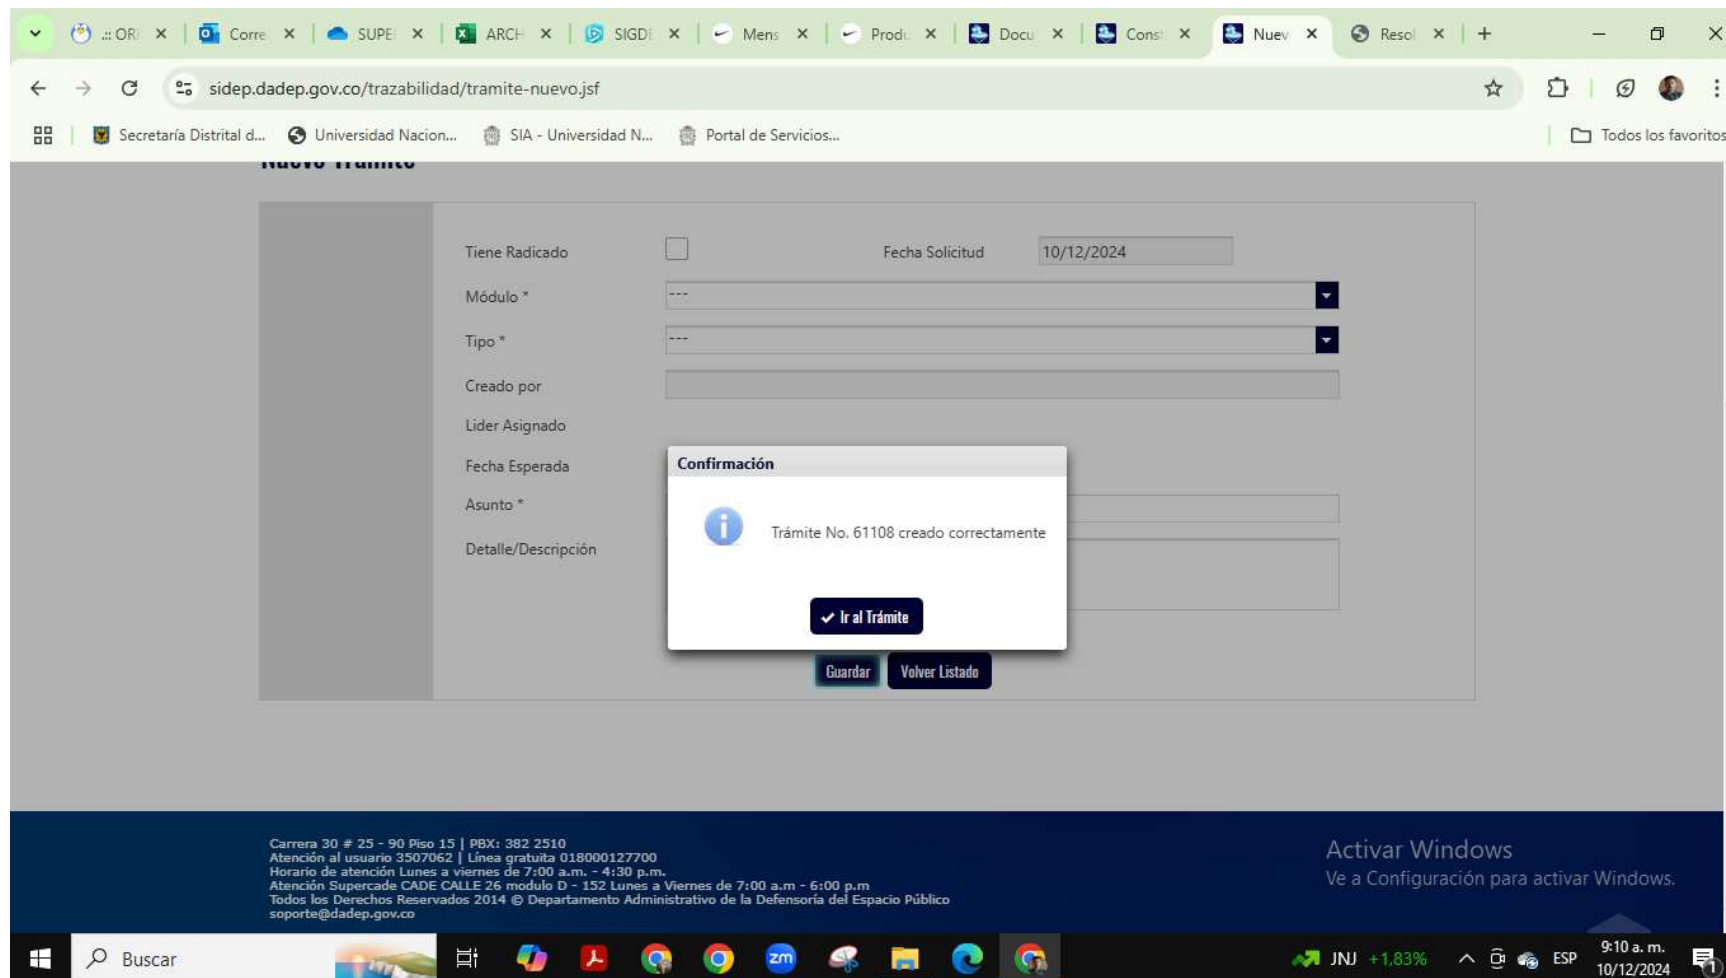 .:: OR
Corre
SUPE
ARCH
SIGDE
Mens
Produ
Docu
Const
Nuev
Resol
sidep.dadep.gov.co/trazabilidad/tramite-nuevo.jsf
Secretaría Distrital d...
Universidad Nacion...
SIA - Universidad N...
Portal de Servicios...
Todos los favoritos
Nuevo Trámite
Tiene Radicado
Fecha Solicitud
10/12/2024
Módulo *
---
Tipo *
---
Creado por
Lider Asignado
Fecha Esperada
Asunto *
Detalle/Descripción
Confirmación
Trámite No. 61108 creado correctamente
Ir al Trámite
Guardar
Volver Listado
Carrera 30 # 25 - 90 Piso 15 | PBX: 382 2510
Atención al usuario 3507062 | Línea gratuita 018000127700
Horario de atención Lunes a viernes de 7:00 a.m. - 4:30 p.m.
Atención Supercade CADE CALLE 26 modulo D - 152 Lunes a Viernes de 7:00 a.m - 6:00 p.m
Todos los Derechos Reservados 2014 © Departamento Administrativo de la Defensoría del Espacio Público
soporte@dadep.gov.co
Activar Windows
Ve a Configuración para activar Windows.
Buscar
zm
JNJ +1,83%
ESP
9:10 a. m.
10/12/2024
1